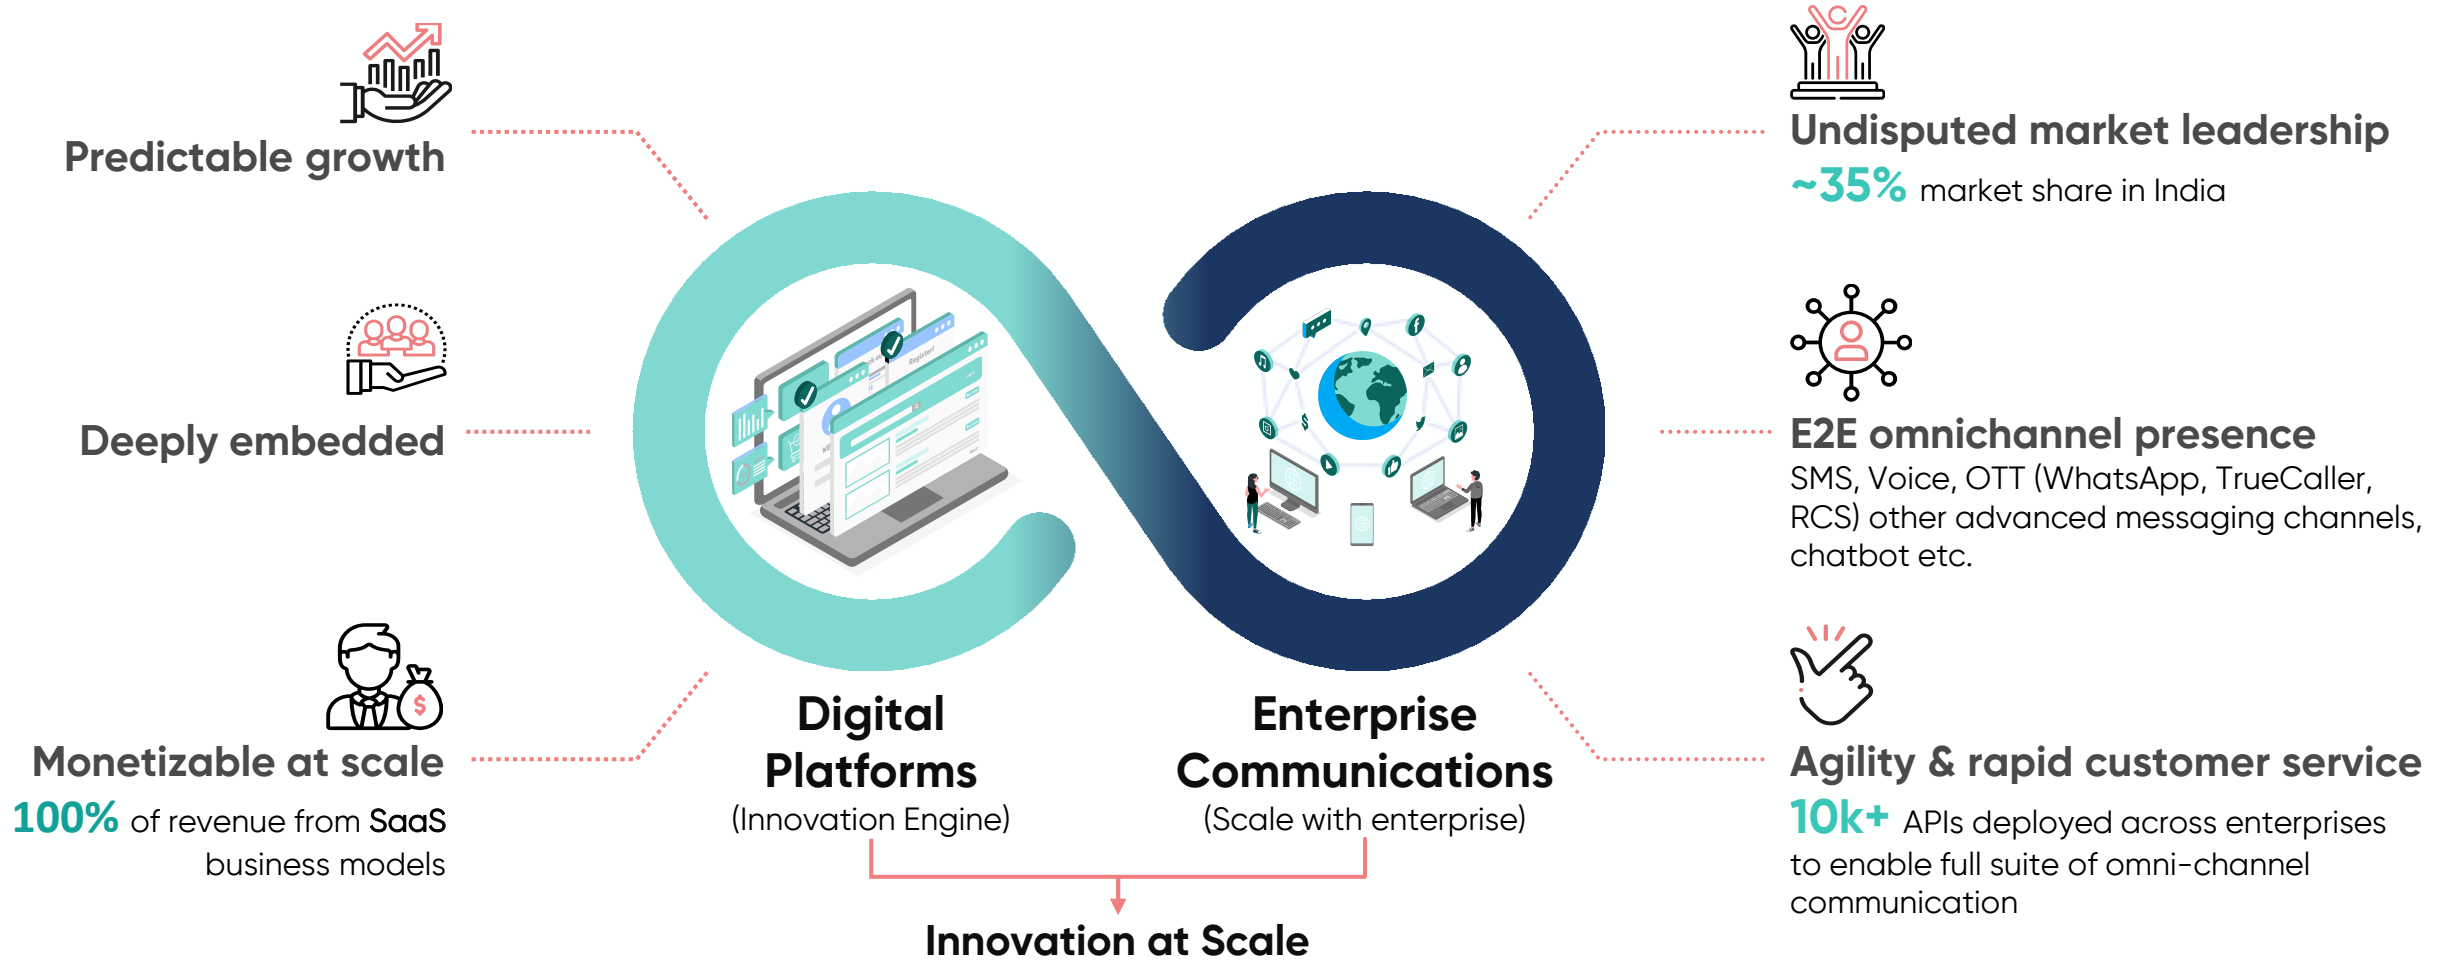 Predictable growth
Deeply embedded
Monetizable at scale
100% of revenue from SaaS
business models
Register!
Digital
Platforms
(Innovation Engine)
Enterprise
Communications
(Scale with enterprise)
Innovation at Scale
Undisputed market leadership
~35% market share in India
E2E omnichannel presence
SMS, Voice, OTT (WhatsApp, TrueCaller,
RCS) other advanced messaging channels,
chatbot etc.
Agility & rapid customer service
10k+ APIs deployed across enterprises
to enable full suite of omni-channel
communication